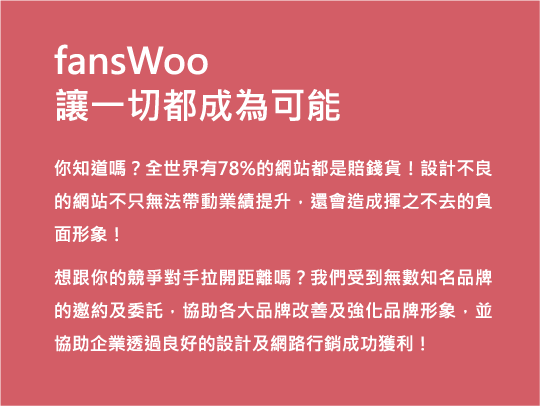 fansWoo
讓一切都成為可能
你知道嗎？全世界有78%的網站都是賠錢貨！設計不良
的網站不只無法帶動業績提升，還會造成揮之不去的負
面形象！
想跟你的競爭對手拉開距離嗎？我們受到無數知名品牌
的邀約及委託，協助各大品牌改善及強化品牌形象，並
協助企業透過良好的設計及網路行銷成功獲利！